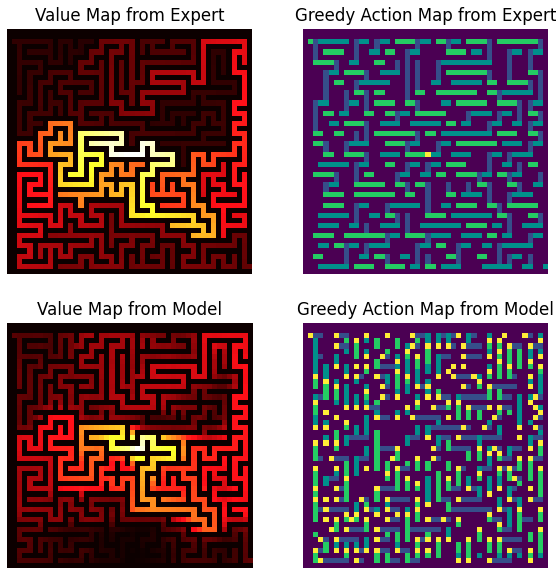 Value Map from Expert
Greedy Action Map from Expert
Value Map from Model
Greedy Action Map from Model